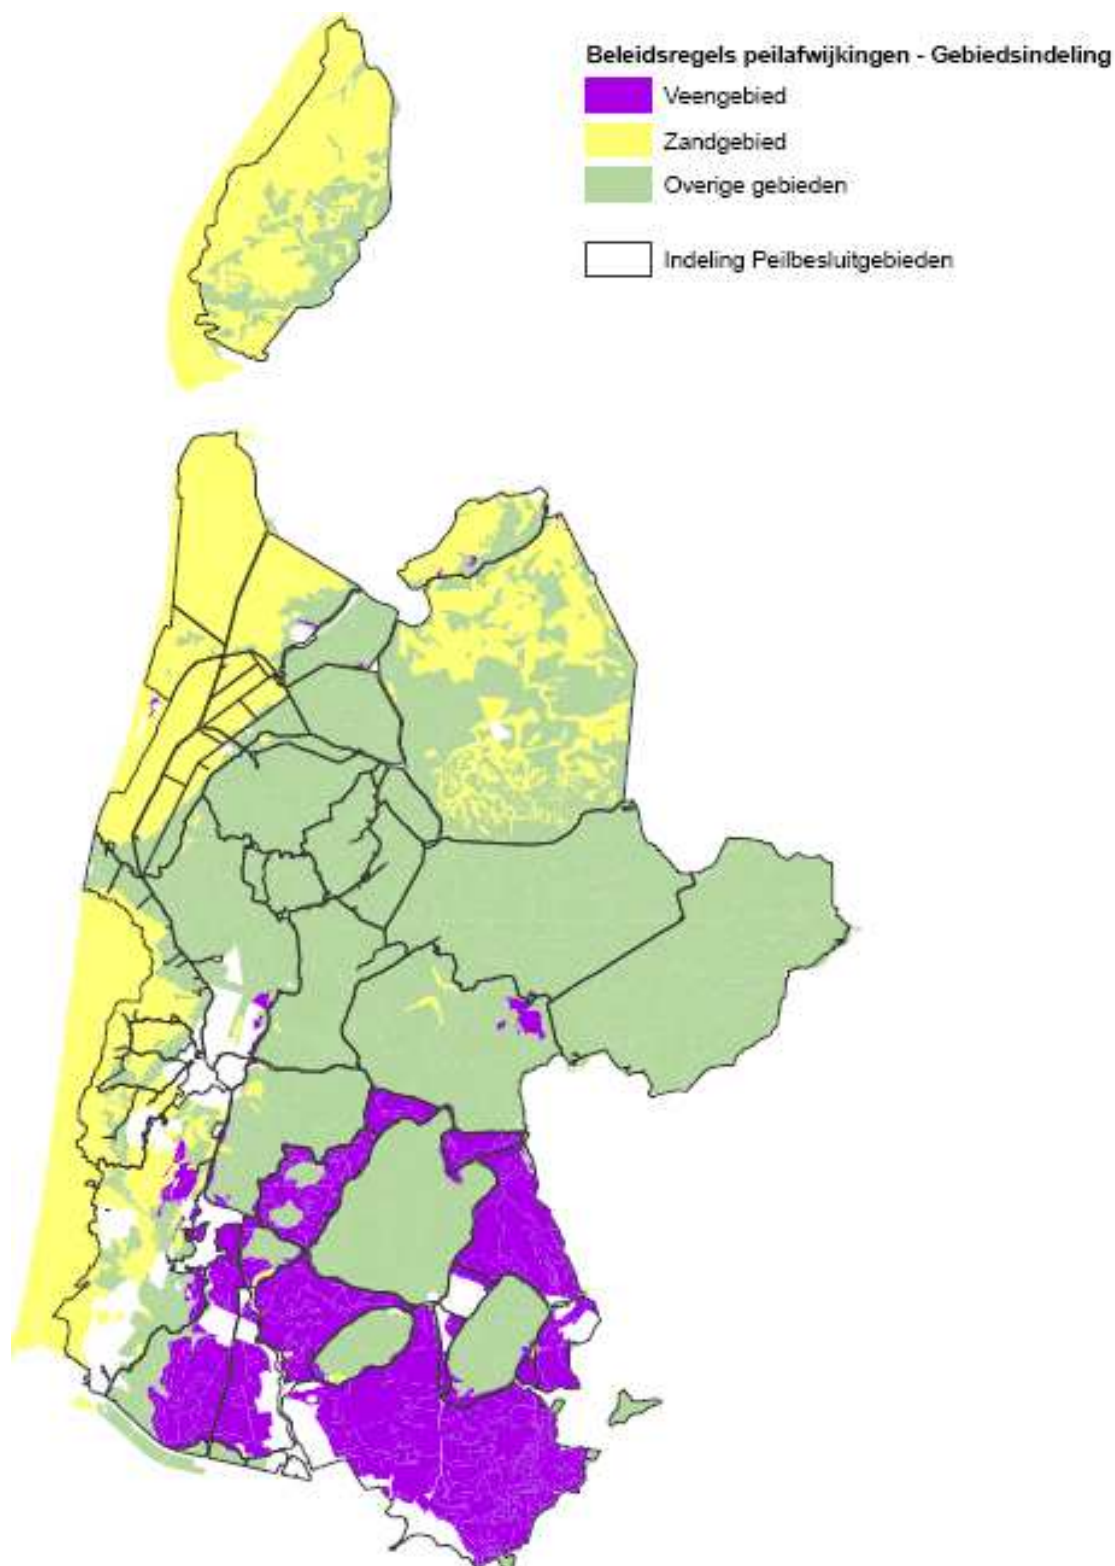 Beleidsregels peilafwijkingen - Gebiedsindeling
Veengebied
Zandgebied
Overige gebieden
Indeling Peilbesluitgebieden